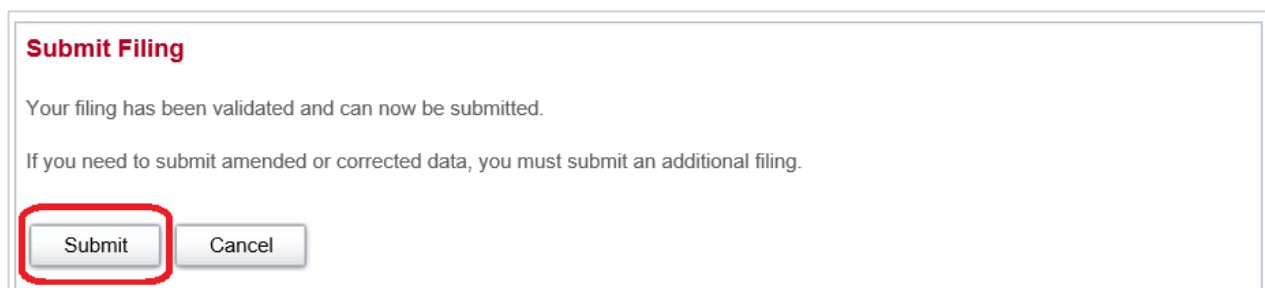 Submit Filing
Your filing has been validated and can now be submitted.
If you need to submit amended or corrected data, you must submit an additional filing.
Submit Cancel